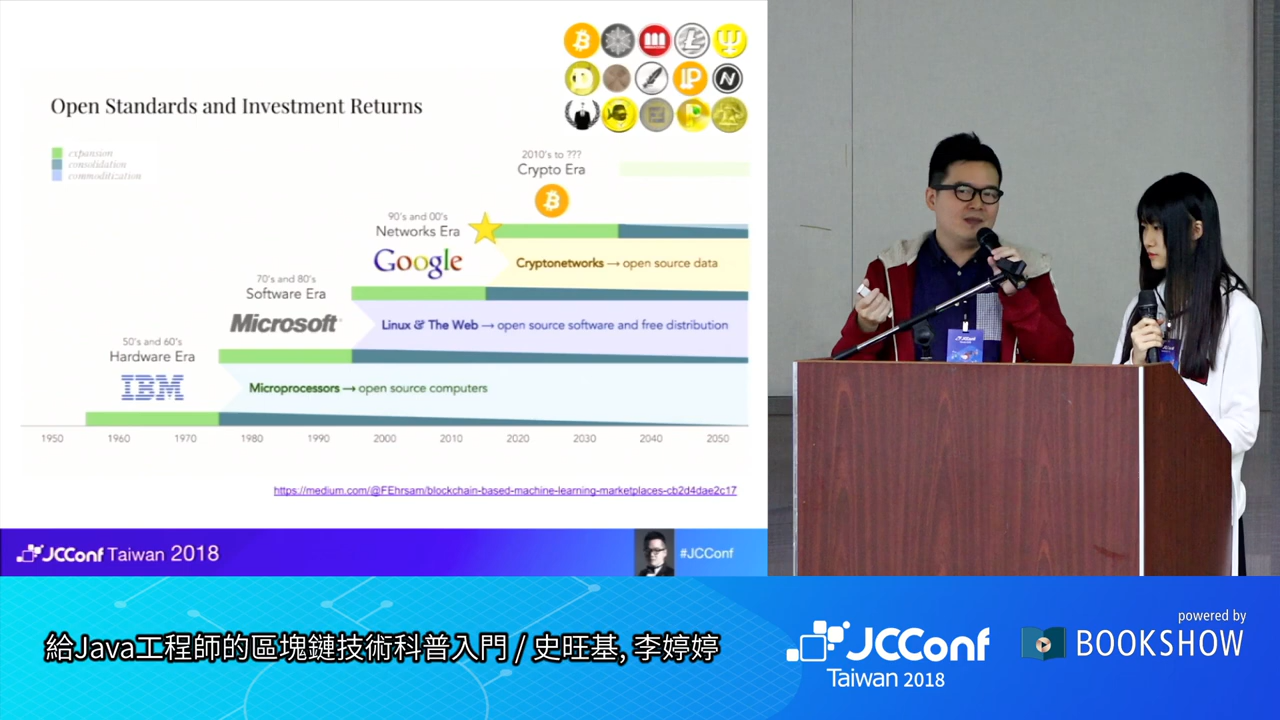 Open Standards and Investment Returns
expansion
consolidation
commoditization
2010's to ???
Crypto Era
90's and 00's
Networks Era
Google
Cryptonetworks → open source data
70's and 80's
Software Era
Microsoft
Linux & The Web → open source software and free distribution
50's and 60's
Hardware Era
IBM
Microprocessors → open source computers
1950 1960 1970 1980 1990 2000 2010 2020 2030 2040 2050
https://medium.com/@FEhrsam/blockchain-based-machine-learning-marketplaces-cb2d4dae2c17
JCConf Taiwan 2018
#JCConf
給Java工程師的區塊鏈技術科普入門 / 史旺基, 李婷婷
JCConf
Taiwan 2018
powered by
BOOKSHOW